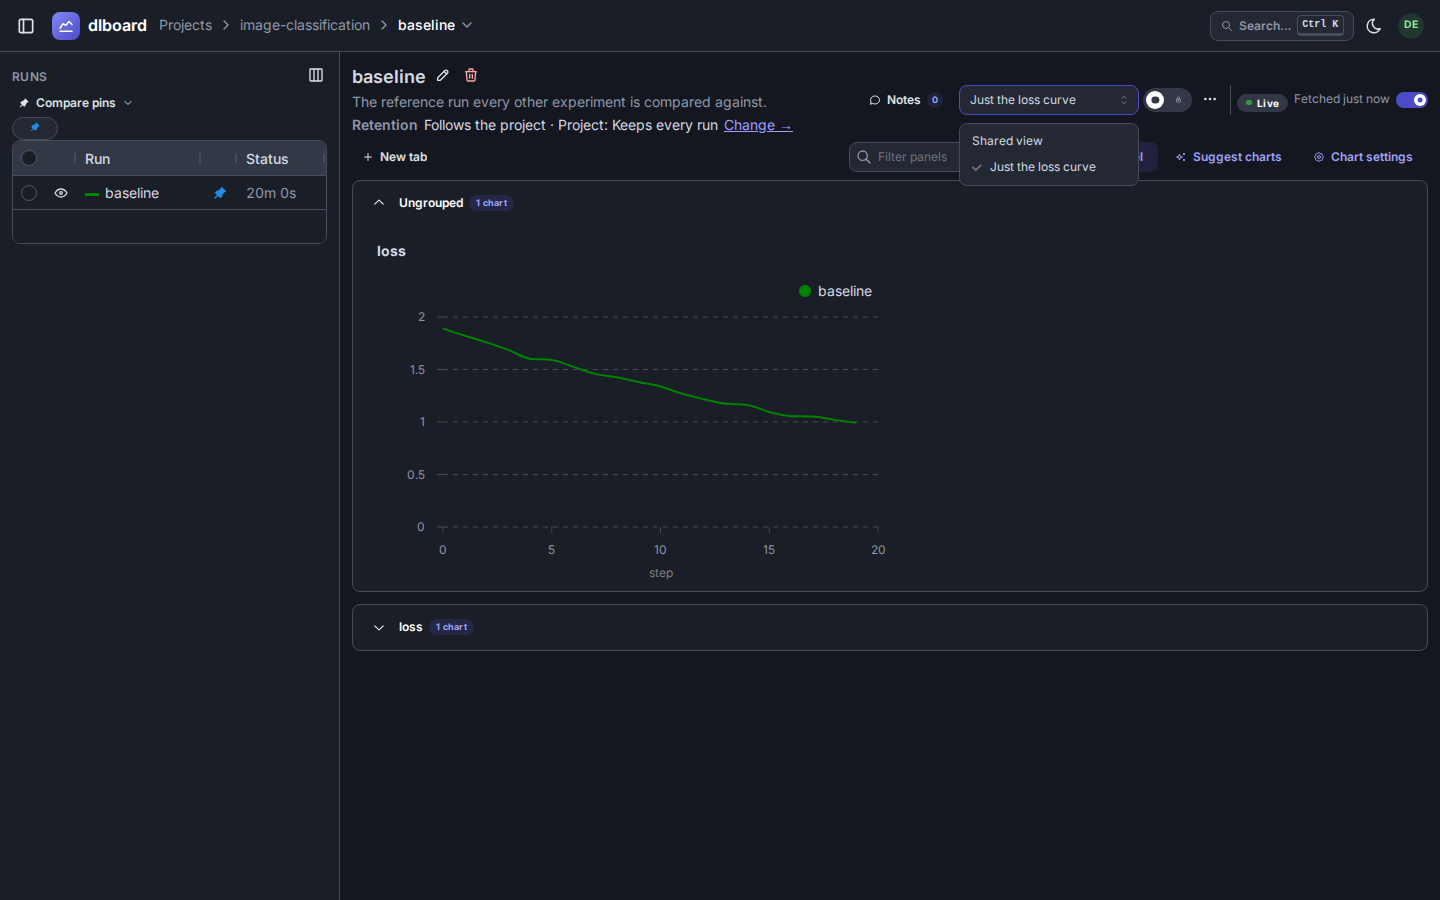 dlboard Projects image-classification baseline Search... Ctrl K DE
RUNS
Compare pins
Run Status
baseline 20m 0s
baseline
The reference run every other experiment is compared against.
Retention Follows the project · Project: Keeps every run Change →
Notes 0 Just the loss curve Live Fetched just now
Shared view
Just the loss curve
New tab Filter panels Suggest charts Chart settings
Ungrouped 1 chart
loss
baseline
2
1.5
1
0.5
0
0 5 10 15 20
step
loss 1 chart